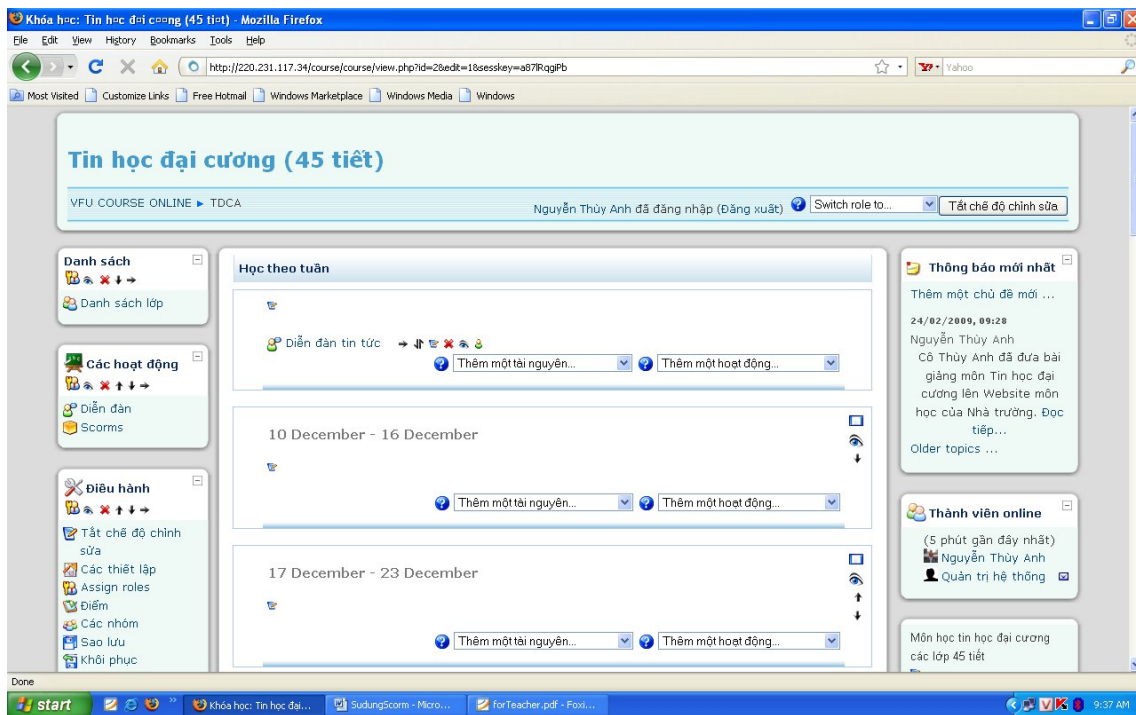 Khóa học: Tin học đại cương (45 tiết) - Mozilla Firefox
File Edit View History Bookmarks Tools Help
http://220.231.117.34/course/course/view.php?id=2&edit=1&sesskey=a87lRqgiPb
Yahoo
Most Visited Customize Links Free Hotmail Windows Marketplace Windows Media Windows
Tin học đại cương (45 tiết)
VFU COURSE ONLINE ► TDCA
Nguyễn Thùy Anh đã đăng nhập (Đăng xuất) Switch role to... Tắt chế độ chỉnh sửa
Danh sách
Danh sách lớp
Các hoạt động
Diễn đàn
Scorms
Điều hành
Tắt chế độ chỉnh
sửa
Các thiết lập
Assign roles
Điểm
Các nhóm
Sao lưu
Khôi phục
Học theo tuần
Diễn đàn tin tức
Thêm một tài nguyên... Thêm một hoạt động...
10 December - 16 December
Thêm một tài nguyên... Thêm một hoạt động...
17 December - 23 December
Thêm một tài nguyên... Thêm một hoạt động...
Thông báo mới nhất
Thêm một chủ đề mới ...
24/02/2009, 09:28
Nguyễn Thùy Anh
Cô Thùy Anh đã đưa bài
giảng môn Tin học đại
cương lên Website môn
học của Nhà trường. Đọc
tiếp...
Older topics ...
Thành viên online
(5 phút gần đây nhất)
Nguyễn Thùy Anh
Quản trị hệ thống
Môn học tin học đại cương
các lớp 45 tiết
Done
start Khóa học: Tin học đại... SudungScorm - Micro... forTeacher.pdf - Foxi... 9:37 AM